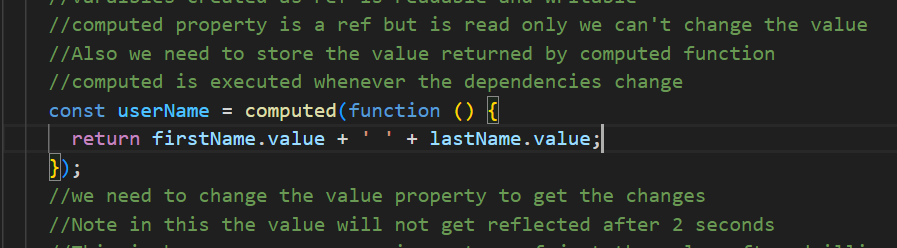 //varaibles created as ref is readable and writable
//computed property is a ref but is read only we can't change the value
//Also we need to store the value returned by computed function
//computed is executed whenever the dependencies change
const userName = computed(function () {
return firstName.value + ' ' + lastName.value;
});
//we need to change the value property to get the changes
//Note in this the value will not get reflected after 2 seconds